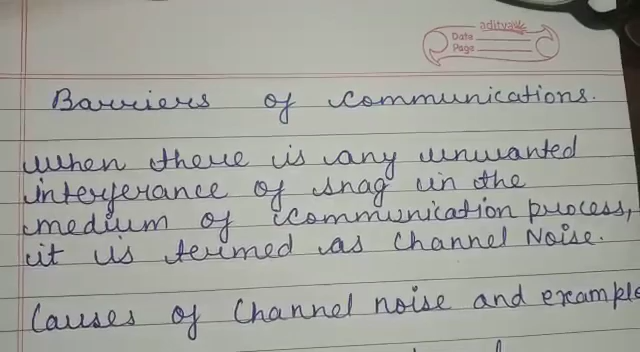 aditya
Date
Page
Barriers of communications.
when there is any unwanted
interferance of snag in the
medium of communication process,
it is termed as Channel Noise.
Causes of Channel noise and example